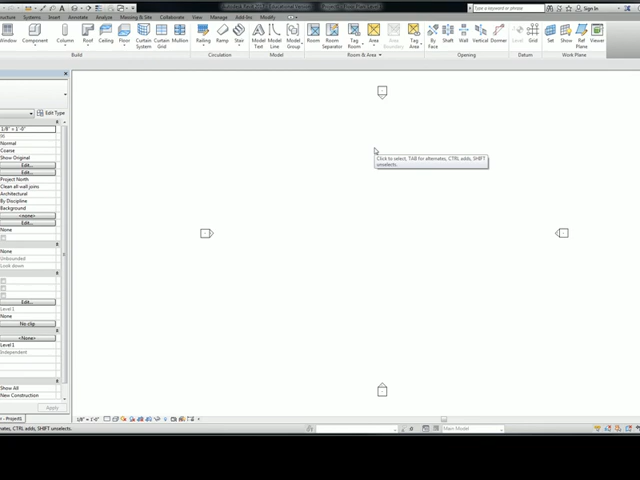 Type a keyword or phrase
Sign In
Structure Systems Insert Annotate Analyze Massing & Site Collaborate View Manage Add-Ins Modify
Window Component Column Roof Ceiling Floor Curtain System Curtain Grid Mullion Railing Ramp Stair Model Text Model Line Model Group Room Room Separator Tag Room Area Area Boundary Tag Area By Face Shaft Wall Vertical Dormer Level Grid Set Show Ref Plane Viewer
Build Circulation Model Room & Area Opening Datum Work Plane
Edit Type
1/8" = 1'-0"
96
Normal
Coarse
Show Original
Edit...
Edit...
Project North
Clean all wall joins
Architectural
By Discipline
Background
<none>
Edit...
None
None
Unbounded
Look down
Edit...
Level 1
None
No clip
<None>
Level 1
Independent
Show All
New Construction
Apply
Click to select, TAB for alternates, CTRL adds, SHIFT
unselects.
1/8" = 1'-0"
CTRL adds, SHIFT unselects.
Main Model